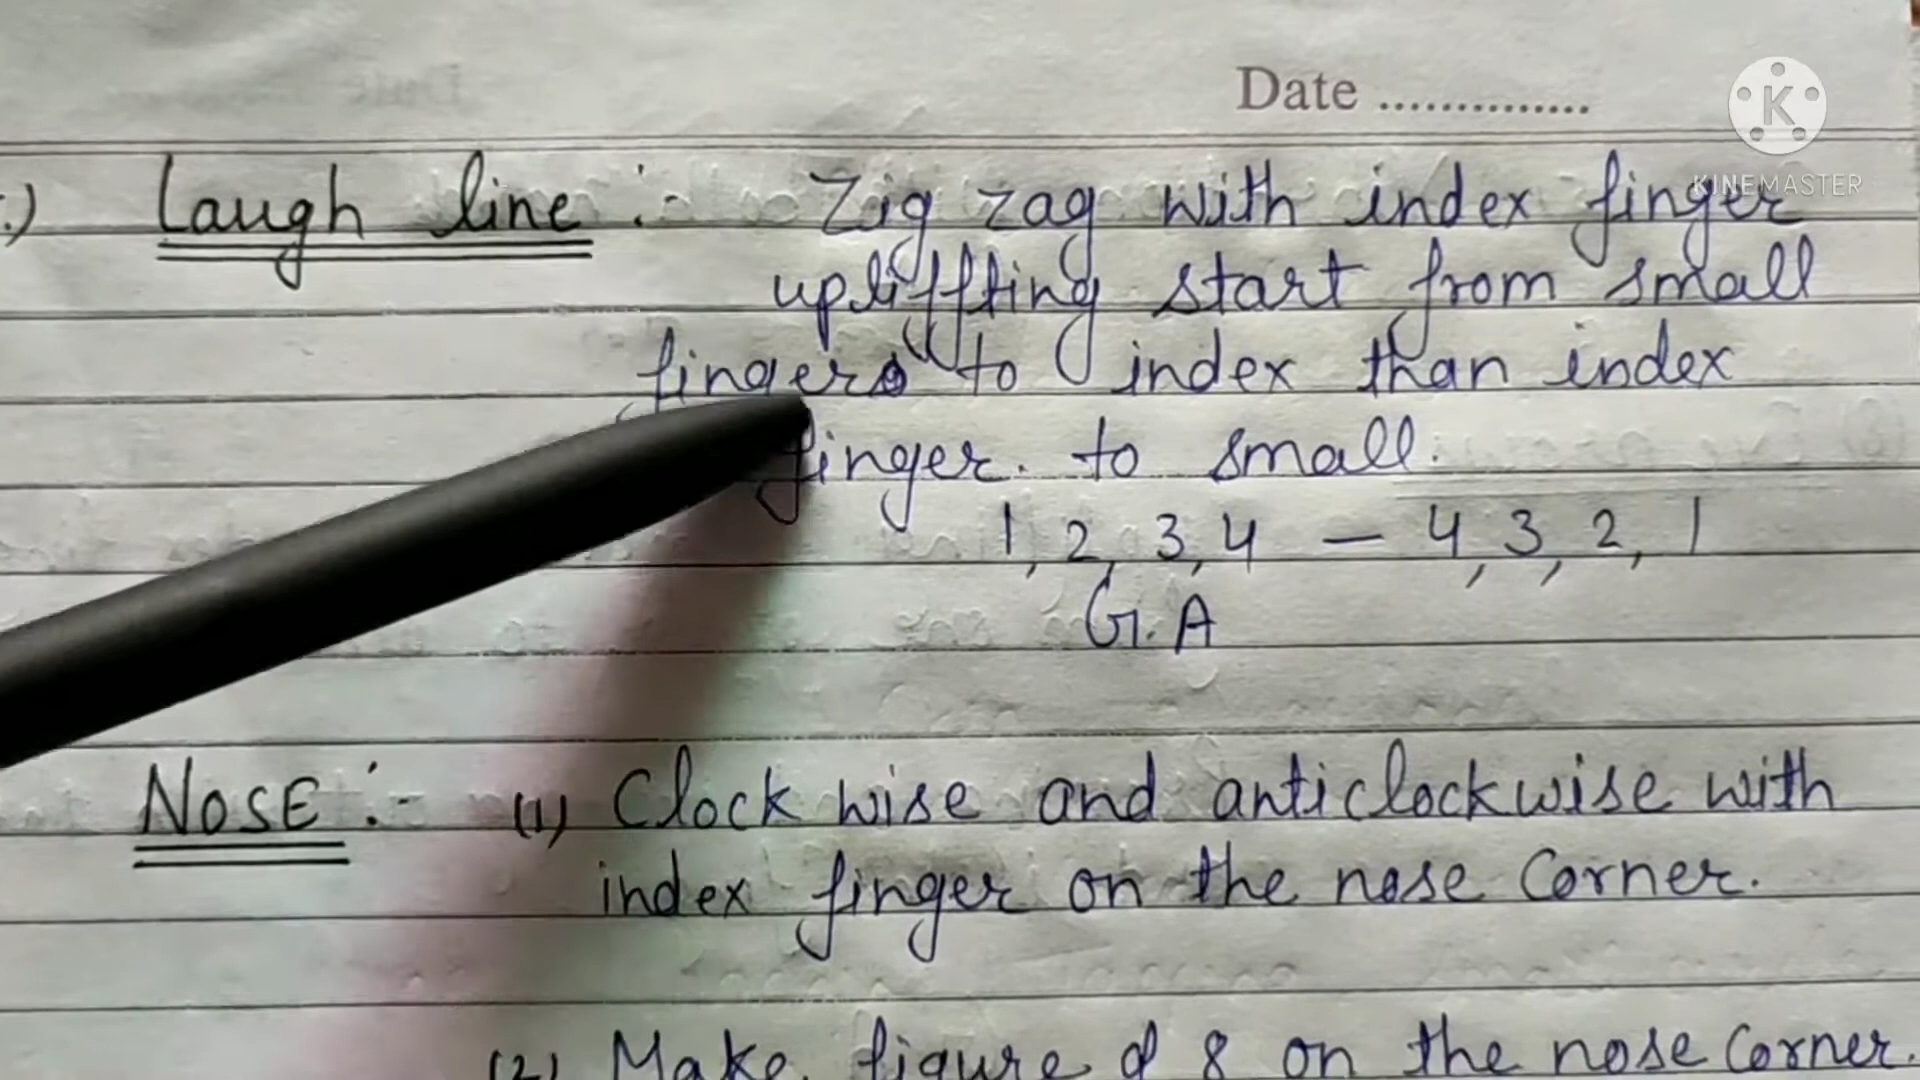 Date ..............
K
KINEMASTER
:) Laugh line :- Zig zag with index finger
upliffting start from small
fingers to index than index
finger. to small.
1, 2, 3, 4 — 4, 3, 2, 1
G.A
NOSE :- (1) Clock wise and anticlockwise with
index finger on the nose Corner.
(2) Make figure of 8 on the nose Corner.